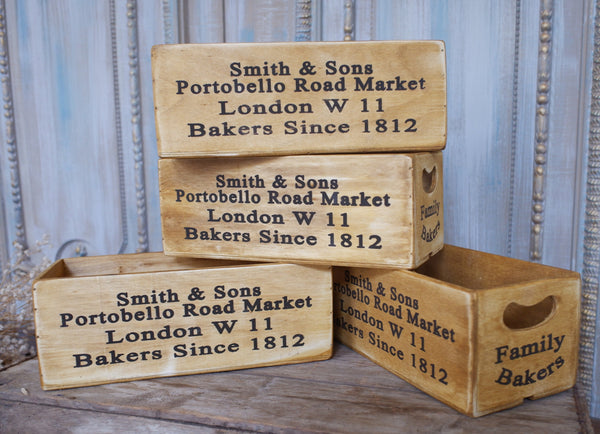 Smith & Sons
Portobello Road Market
London W 11
Bakers Since 1812
Smith & Sons
Portobello Road Market
London W 11
Bakers Since 1812
Family
Bakers
Smith & Sons
Portobello Road Market
London W 11
Bakers Since 1812
Smith & Sons
Portobello Road Market
London W 11
Bakers Since 1812
Family
Bakers